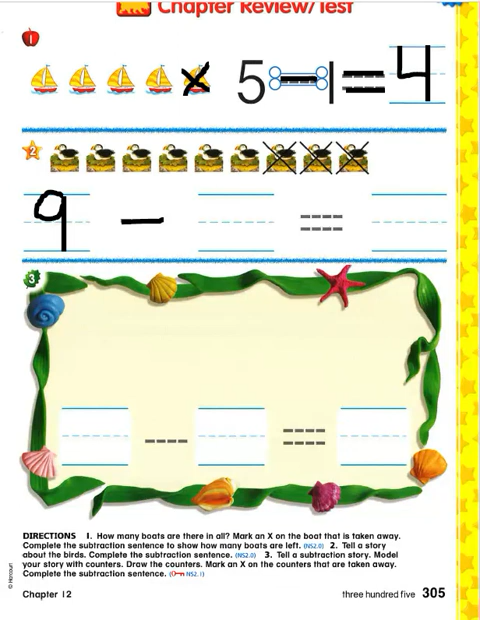 Chapter Review/Test
1
5 - 1 = 4
2
9 - =
3
- =
DIRECTIONS 1. How many boats are there in all? Mark an X on the boat that is taken away.
Complete the subtraction sentence to show how many boats are left. (NS2.0) 2. Tell a story
about the birds. Complete the subtraction sentence. (NS2.0) 3. Tell a subtraction story. Model
your story with counters. Draw the counters. Mark an X on the counters that are taken away.
Complete the subtraction sentence. (NS2.1)
© Harcourt
Chapter 12
three hundred five 305